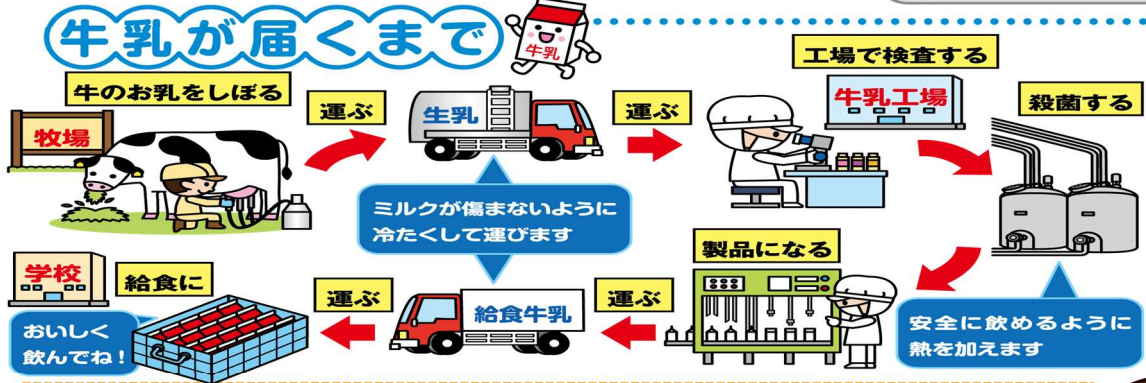 牛乳が届くまで
牛乳
牛のお乳をしぼる
牧場
運ぶ
生乳
運ぶ
工場で検査する
牛乳工場
殺菌する
ミルクが傷まないように
冷たくして運びます
安全に飲めるように
熱を加えます
製品になる
運ぶ
給食牛乳
運ぶ
給食に
学校
おいしく
飲んでね！